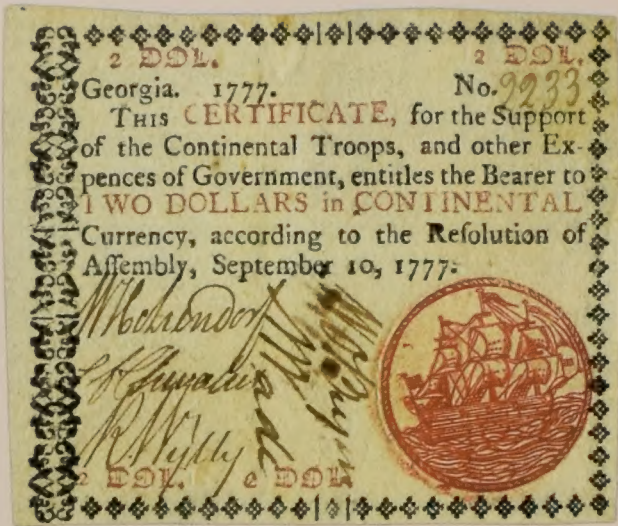 2 DOL. 2 DOL.
Georgia. 1777. No. 9233
THIS CERTIFICATE, for the Support
of the Continental Troops, and other Ex-
pences of Government, entitles the Bearer to
TWO DOLLARS in CONTINENTAL
Currency, according to the Reſolution of
Aſſembly, September 10, 1777.
R. Wylly
2 DOL. 2 DOL.